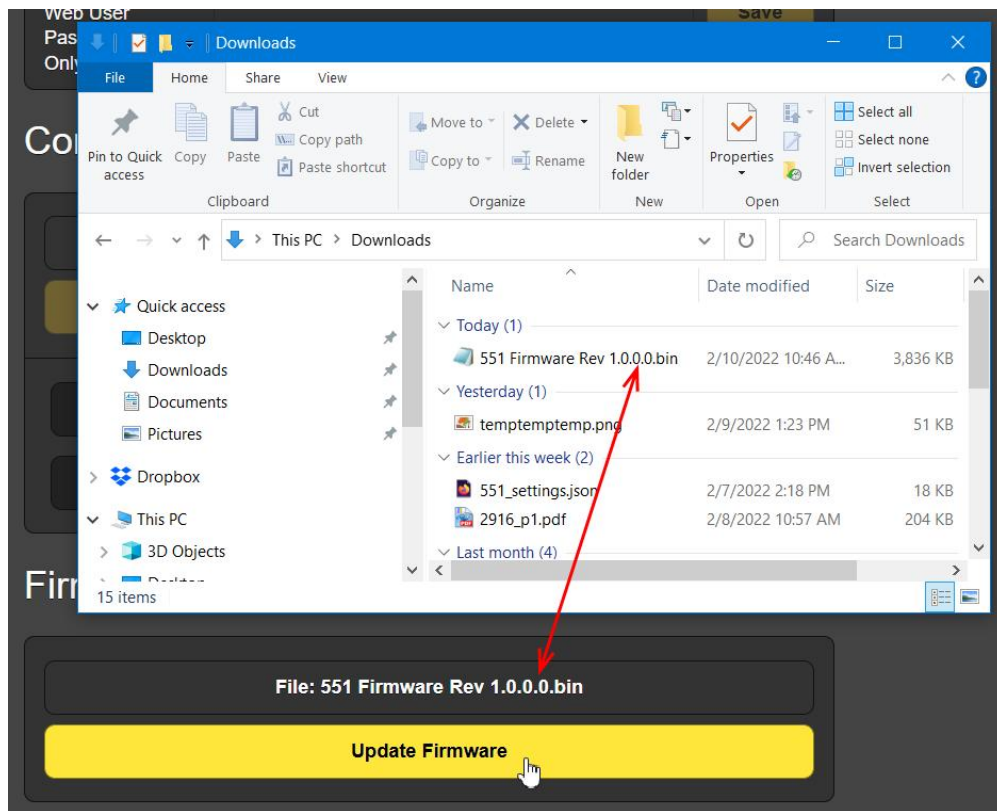 Web User
Save
Pas
Only
Downloads
File Home Share View
Pin to Quick access
Copy
Paste
Cut
Copy path
Paste shortcut
Move to
Copy to
Delete
Rename
New folder
Properties
Select all
Select none
Invert selection
Clipboard Organize New Open Select
This PC > Downloads
Search Downloads
Name Date modified Size
Quick access
Desktop
Downloads
Documents
Pictures
Dropbox
This PC
3D Objects
Desktop
Today (1)
551 Firmware Rev 1.0.0.0.bin 2/10/2022 10:46 A... 3,836 KB
Yesterday (1)
temptemptemp.png 2/9/2022 1:23 PM 51 KB
Earlier this week (2)
551_settings.json 2/7/2022 2:18 PM 18 KB
2916_p1.pdf 2/8/2022 10:57 AM 204 KB
Last month (4)
15 items
Co
Firm
File: 551 Firmware Rev 1.0.0.0.bin
Update Firmware